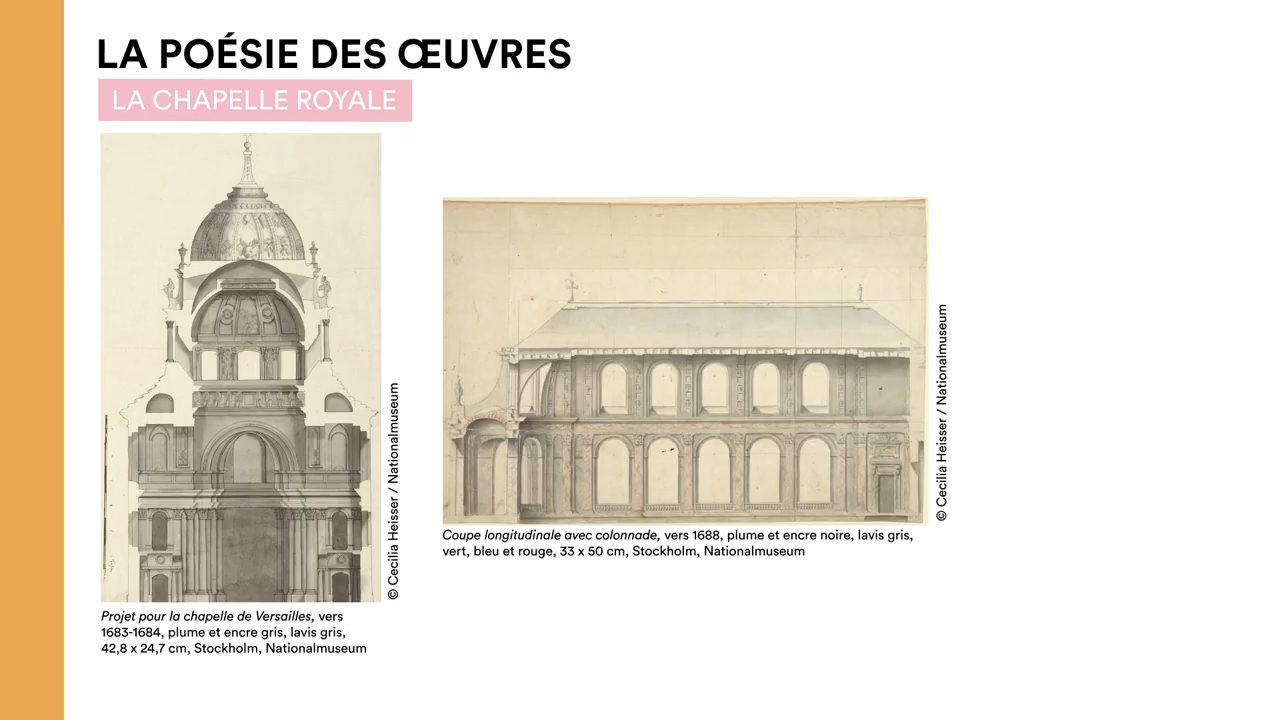 LA POÉSIE DES ŒUVRES
LA CHAPELLE ROYALE
© Cecilia Heisser / Nationalmuseum
Projet pour la chapelle de Versailles, vers
1683-1684, plume et encre gris, lavis gris,
42,8 x 24,7 cm, Stockholm, Nationalmuseum
© Cecilia Heisser / Nationalmuseum
Coupe longitudinale avec colonnade, vers 1688, plume et encre noire, lavis gris,
vert, bleu et rouge, 33 x 50 cm, Stockholm, Nationalmuseum